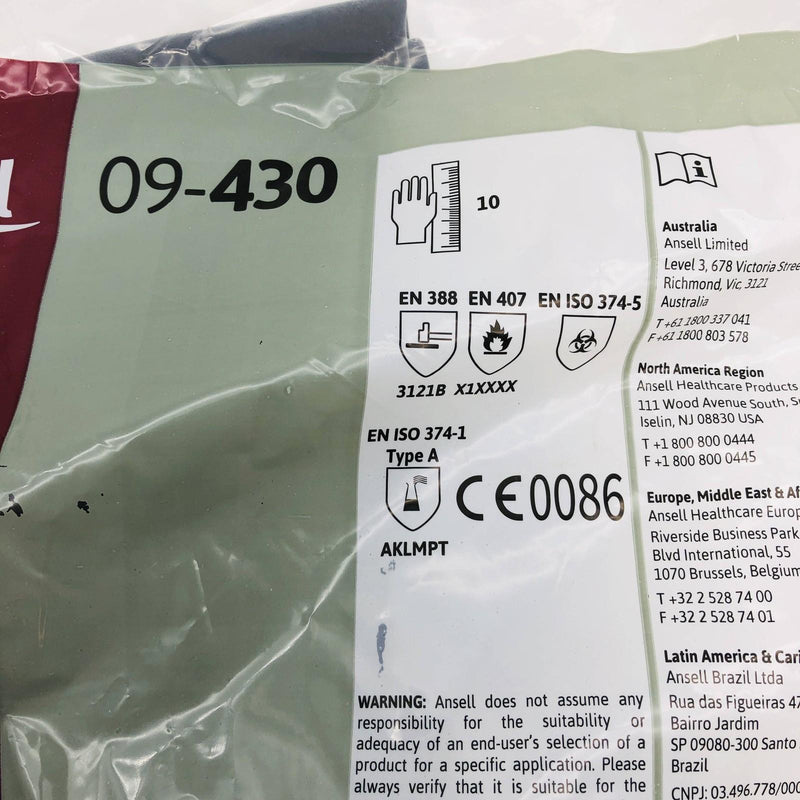 09-430
10
EN 388 EN 407 EN ISO 374-5
3121B X1XXXX
EN ISO 374-1
Type A
CE0086
AKLMPT
WARNING: Ansell does not assume any
responsibility for the suitability or
adequacy of an end-user's selection of a
product for a specific application. Please
always verify that it is suitable for the
i
Australia
Ansell Limited
Level 3, 678 Victoria Stree
Richmond, Vic 3121
Australia
T +61 1800 337 041
F +61 1800 803 578
North America Region
Ansell Healthcare Products
111 Wood Avenue South, Su
Iselin, NJ 08830 USA
T +1 800 800 0444
F +1 800 800 0445
Europe, Middle East & Af
Ansell Healthcare Europ
Riverside Business Park
Blvd International, 55
1070 Brussels, Belgium
T +32 2 528 74 00
F +32 2 528 74 01
Latin America & Cari
Ansell Brazil Ltda
Rua das Figueiras 47
Bairro Jardim
SP 09080-300 Santo
Brazil
CNPJ: 03.496.778/000